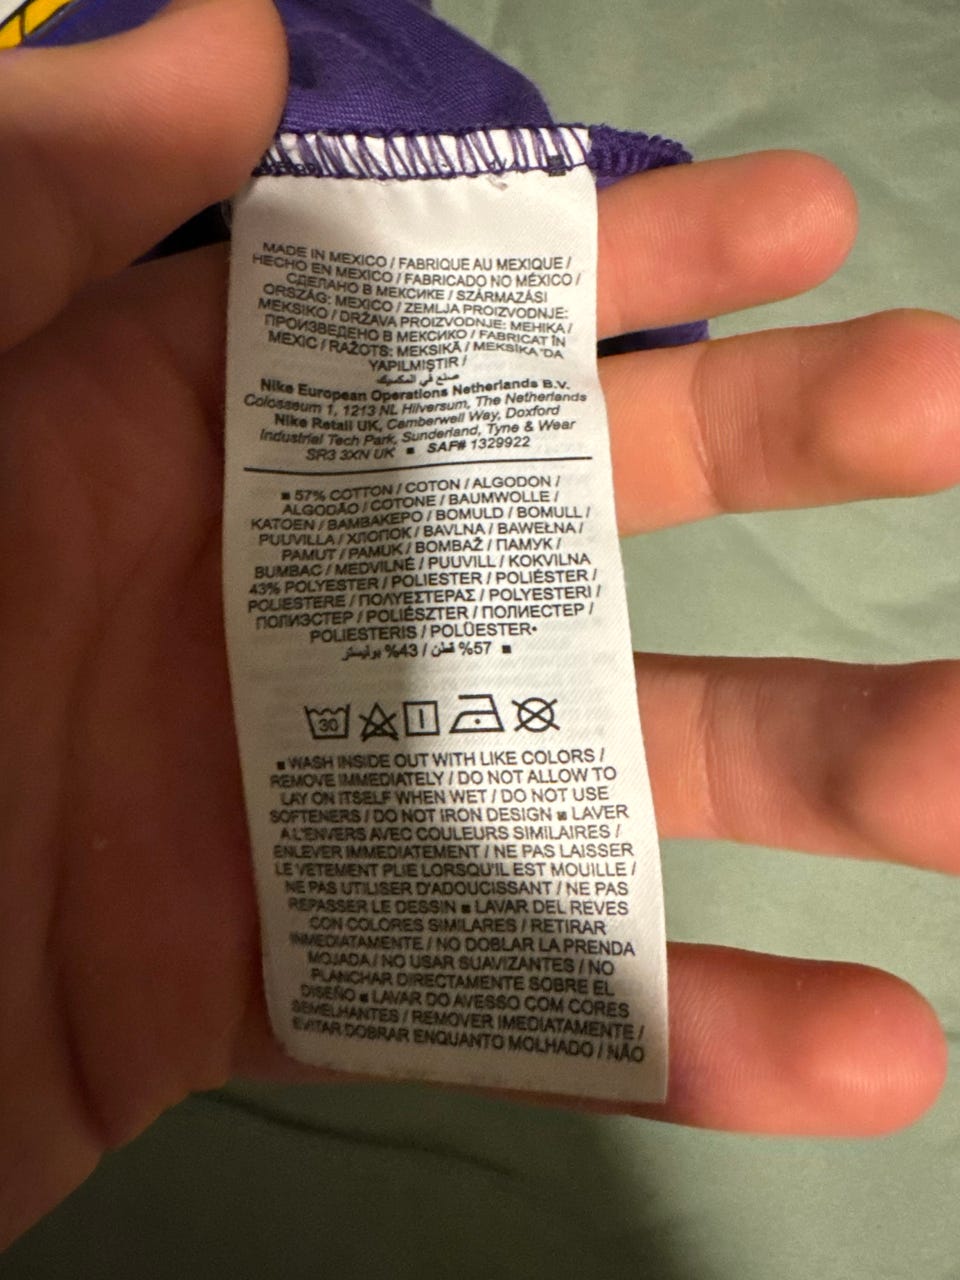 MADE IN MEXICO / FABRIQUE AU MEXIQUE /
HECHO EN MEXICO / FABRICADO NO MÉXICO /
СДЕЛАНО В МЕКСИКЕ / SZÁRMAZÁSI
ORSZÁG: MEXICO / ZEMLJA PROIZVODNJE:
MEKSIKO / DRŽAVA PROIZVODNJE: МЕНІКА /
ПРОИЗВЕДЕНО В МЕКСИКО / FABRICAT ÎN
MEXIC / RAŽOTS: MEKSIKĀ / MEKSİKA'DA
YAPILMIŞTIR /
صنع في المكسيك
Nike European Operations Netherlands B.V.
Colosseum 1, 1213 NL Hilversum, The Netherlands
Nike Retail UK, Camberwell Way, Doxford
Industrial Tech Park, Sunderland, Tyne & Wear
SR3 3XN UK ■ SAP# 1329922
■ 57% COTTON / COTON / ALGODON /
ALGODÃO / COTONE / BAUMWOLLE /
KATOEN / ΒΑΜΒΑΚΕΡΟ / BOMULD / BOMULL /
PUUVILLA / ХЛОПОК / BAVLNA / BAWEŁNA /
PAMUT / PAMUK / BOMBAŽ / ПАМУК /
BUMBAC / MEDVILNĖ / PUUVILL / KOKVILNA
43% POLYESTER / POLIESTER / POLIÉSTER /
POLIESTERE / ΠΟΛΥΕΣΤΕΡΑΣ / POLYESTERI /
ПОЛИЭСТЕР / POLIÉSZTER / ПОЛИЕСТЕР /
POLIESTERIS / POLÜESTER•
57% قطن / 43% بوليستر ■
30
■ WASH INSIDE OUT WITH LIKE COLORS /
REMOVE IMMEDIATELY / DO NOT ALLOW TO
LAY ON ITSELF WHEN WET / DO NOT USE
SOFTENERS / DO NOT IRON DESIGN ■ LAVER
A L'ENVERS AVEC COULEURS SIMILAIRES /
ENLEVER IMMEDIATEMENT / NE PAS LAISSER
LE VETEMENT PLIE LORSQU'IL EST MOUILLE /
NE PAS UTILISER D'ADOUCISSANT / NE PAS
REPASSER LE DESSIN ■ LAVAR DEL REVES
CON COLORES SIMILARES / RETIRAR
INMEDIATAMENTE / NO DOBLAR LA PRENDA
MOJADA / NO USAR SUAVIZANTES / NO
PLANCHAR DIRECTAMENTE SOBRE EL
DISEÑO ■ LAVAR DO AVESSO COM CORES
SEMELHANTES / REMOVER IMEDIATAMENTE /
EVITAR DOBRAR ENQUANTO MOLHADO / NÃO